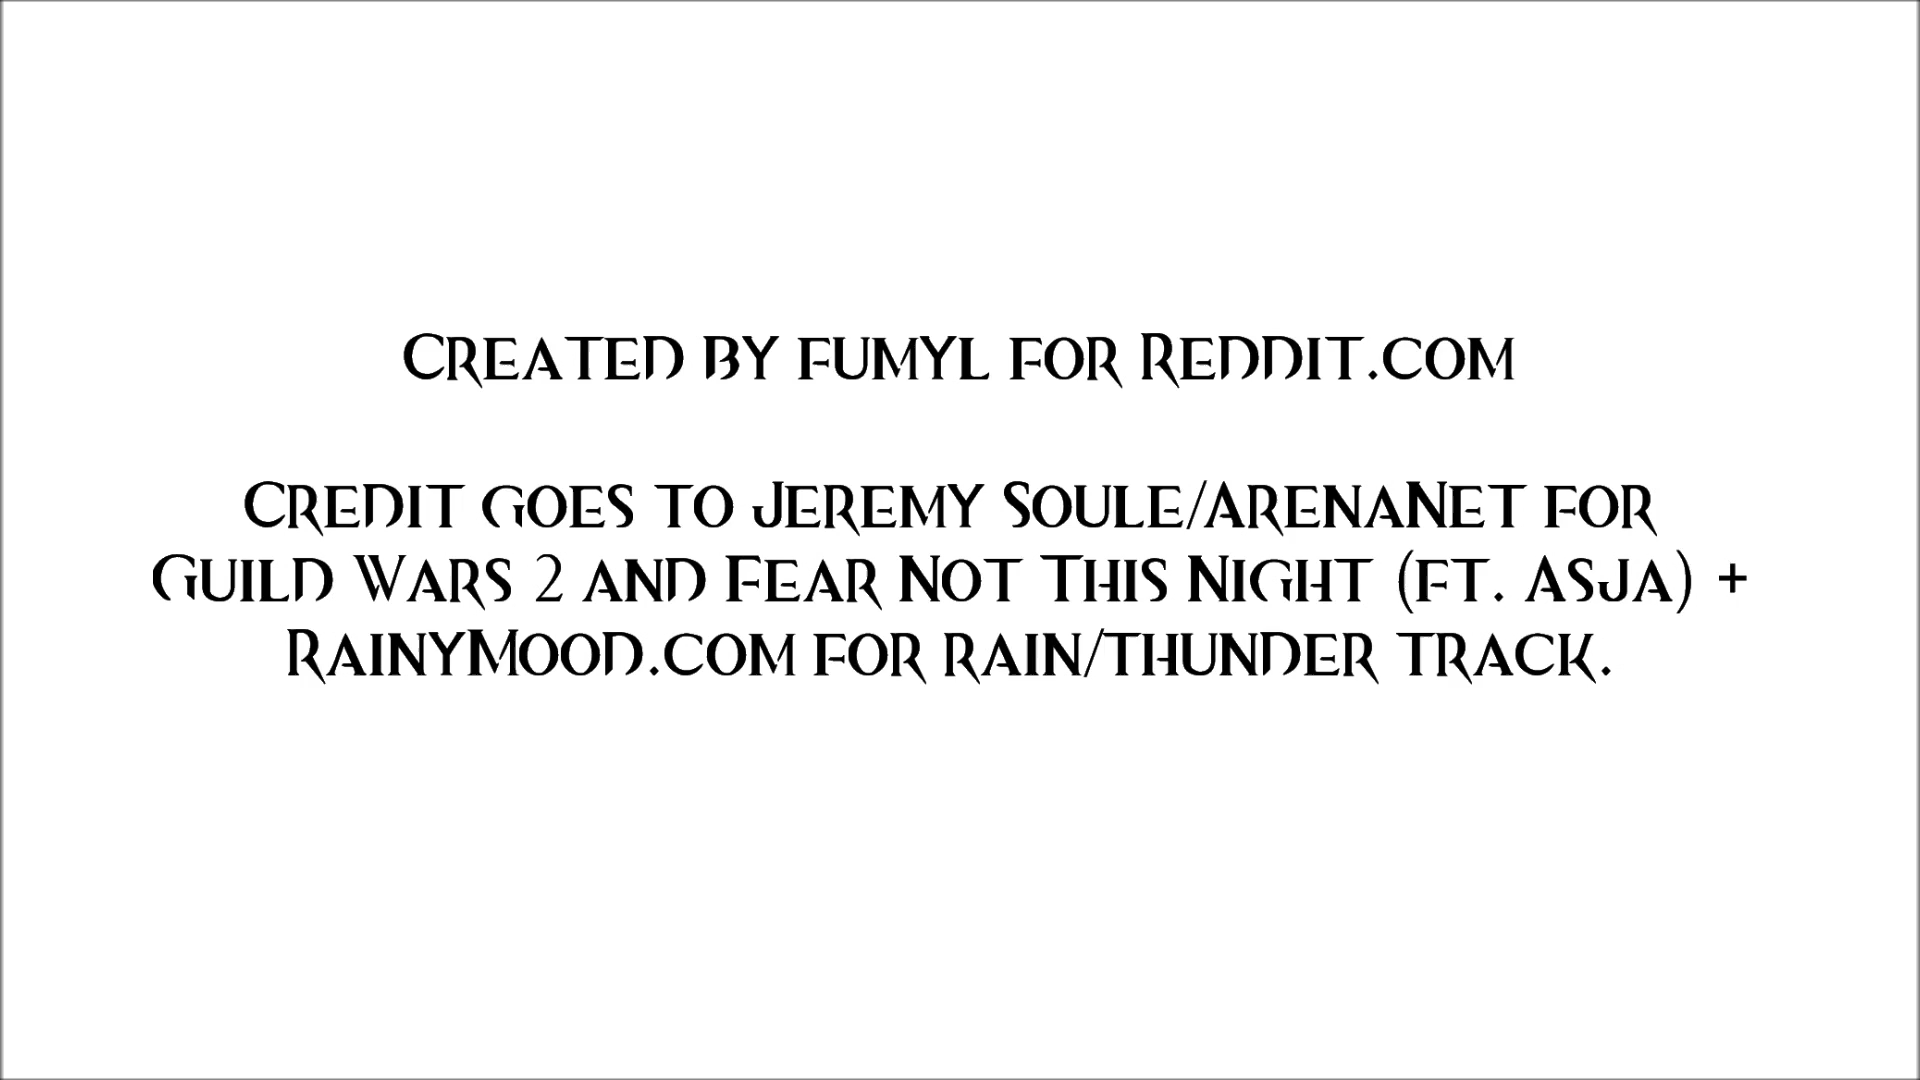 Created by fumyl for Reddit.com
Credit goes to Jeremy Soule/ArenaNet for
Guild Wars 2 and Fear Not This Night (ft. Asja) +
RainyMood.com for rain/thunder track.